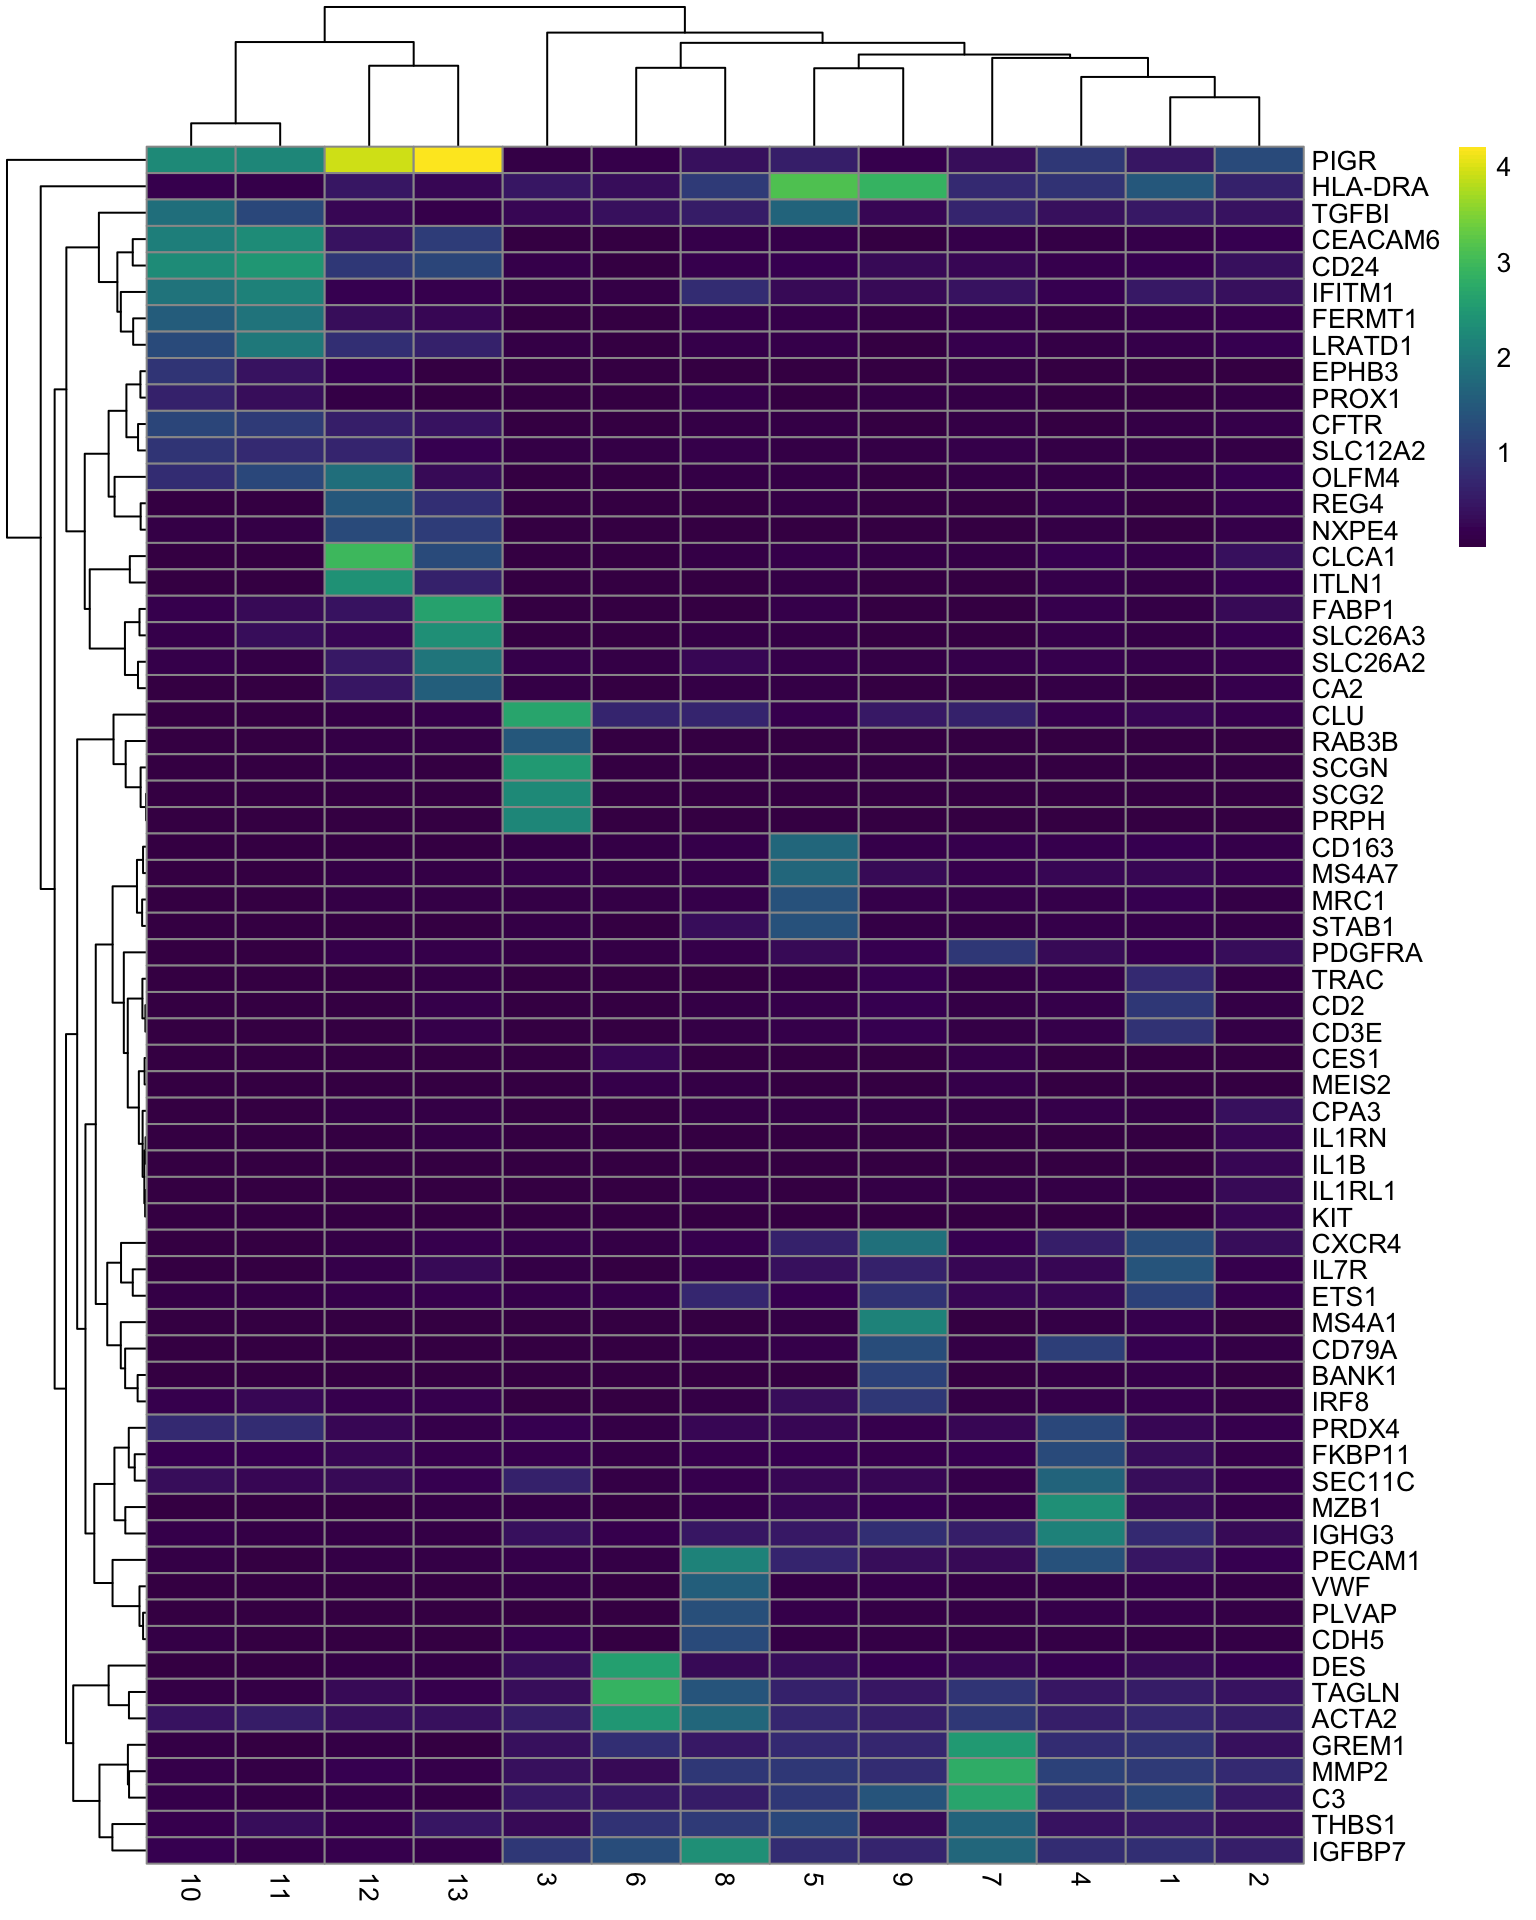 PIGR
HLA-DRA
TGFBI
CEACAM6
CD24
IFITM1
FERMT1
LRATD1
EPHB3
PROX1
CFTR
SLC12A2
OLFM4
REG4
NXPE4
CLCA1
ITLN1
FABP1
SLC26A3
SLC26A2
CA2
CLU
RAB3B
SCGN
SCG2
PRPH
CD163
MS4A7
MRC1
STAB1
PDGFRA
TRAC
CD2
CD3E
CES1
MEIS2
CPA3
IL1RN
IL1B
IL1RL1
KIT
CXCR4
IL7R
ETS1
MS4A1
CD79A
BANK1
IRF8
PRDX4
FKBP11
SEC11C
MZB1
IGHG3
PECAM1
VWF
PLVAP
CDH5
DES
TAGLN
ACTA2
GREM1
MMP2
C3
THBS1
IGFBP7
10 11 12 13 3 6 8 5 9 7 4 1 2
4
3
2
1